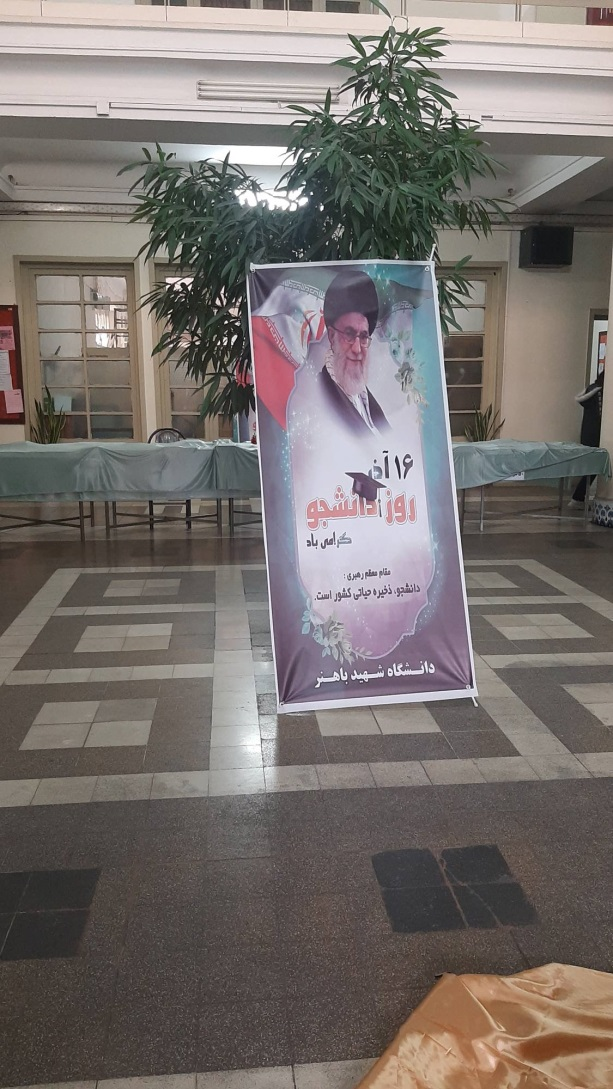 ۱۶ آذر
روز دانشجو
گرامی باد
مقام معظم رهبری :
دانشجو، ذخیره حیاتی کشور است.
دانشگاه شهید باهنر